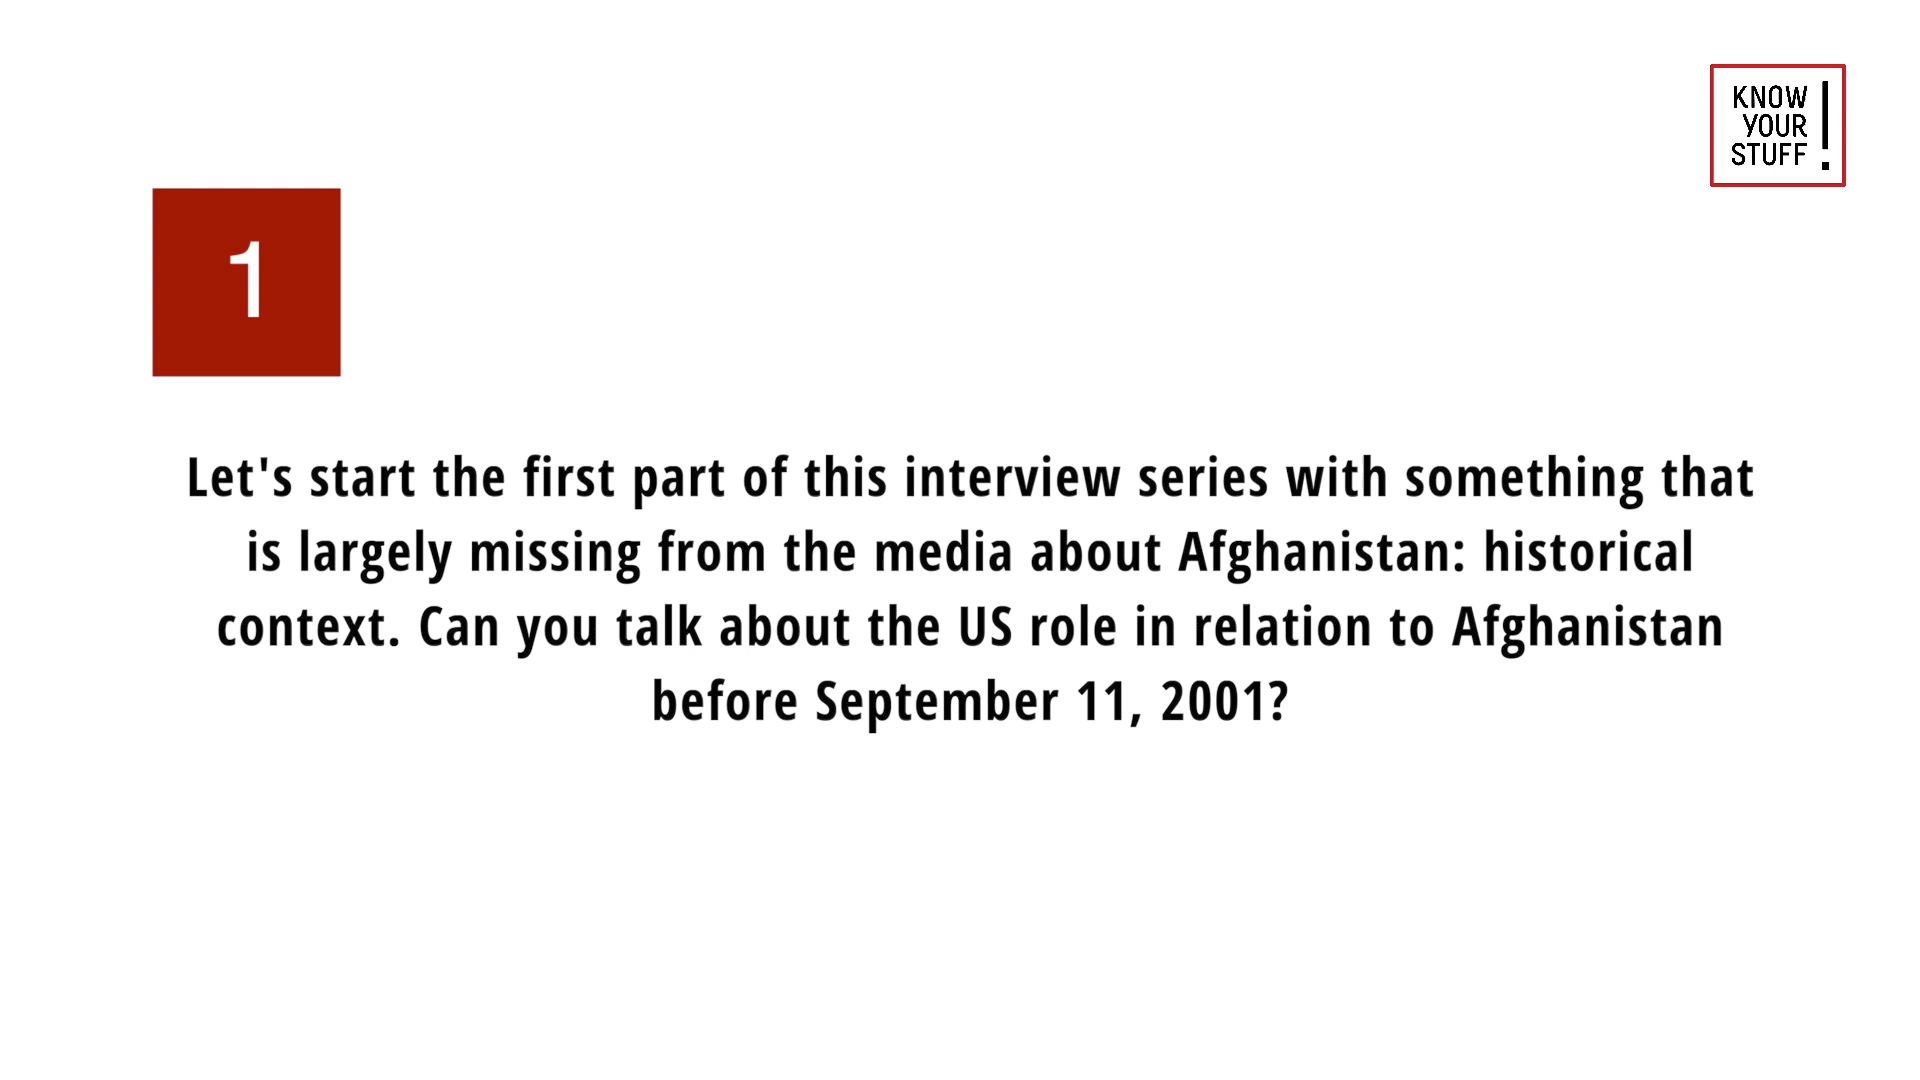 KNOW
YOUR
STUFF!
1
Let's start the first part of this interview series with something that
is largely missing from the media about Afghanistan: historical
context. Can you talk about the US role in relation to Afghanistan
before September 11, 2001?